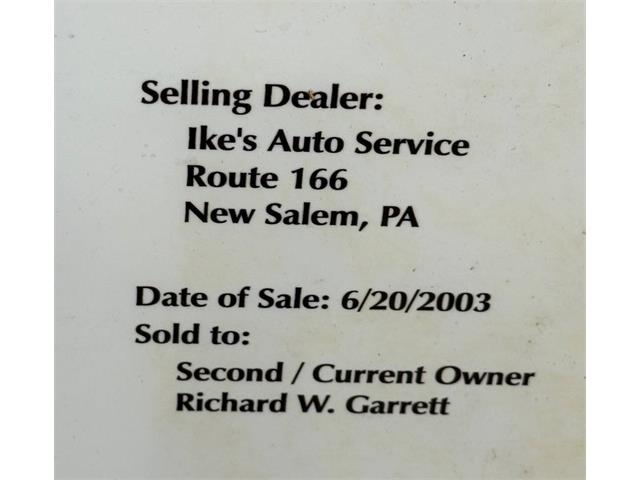 Selling Dealer:
Ike's Auto Service
Route 166
New Salem, PA
Date of Sale: 6/20/2003
Sold to:
Second / Current Owner
Richard W. Garrett